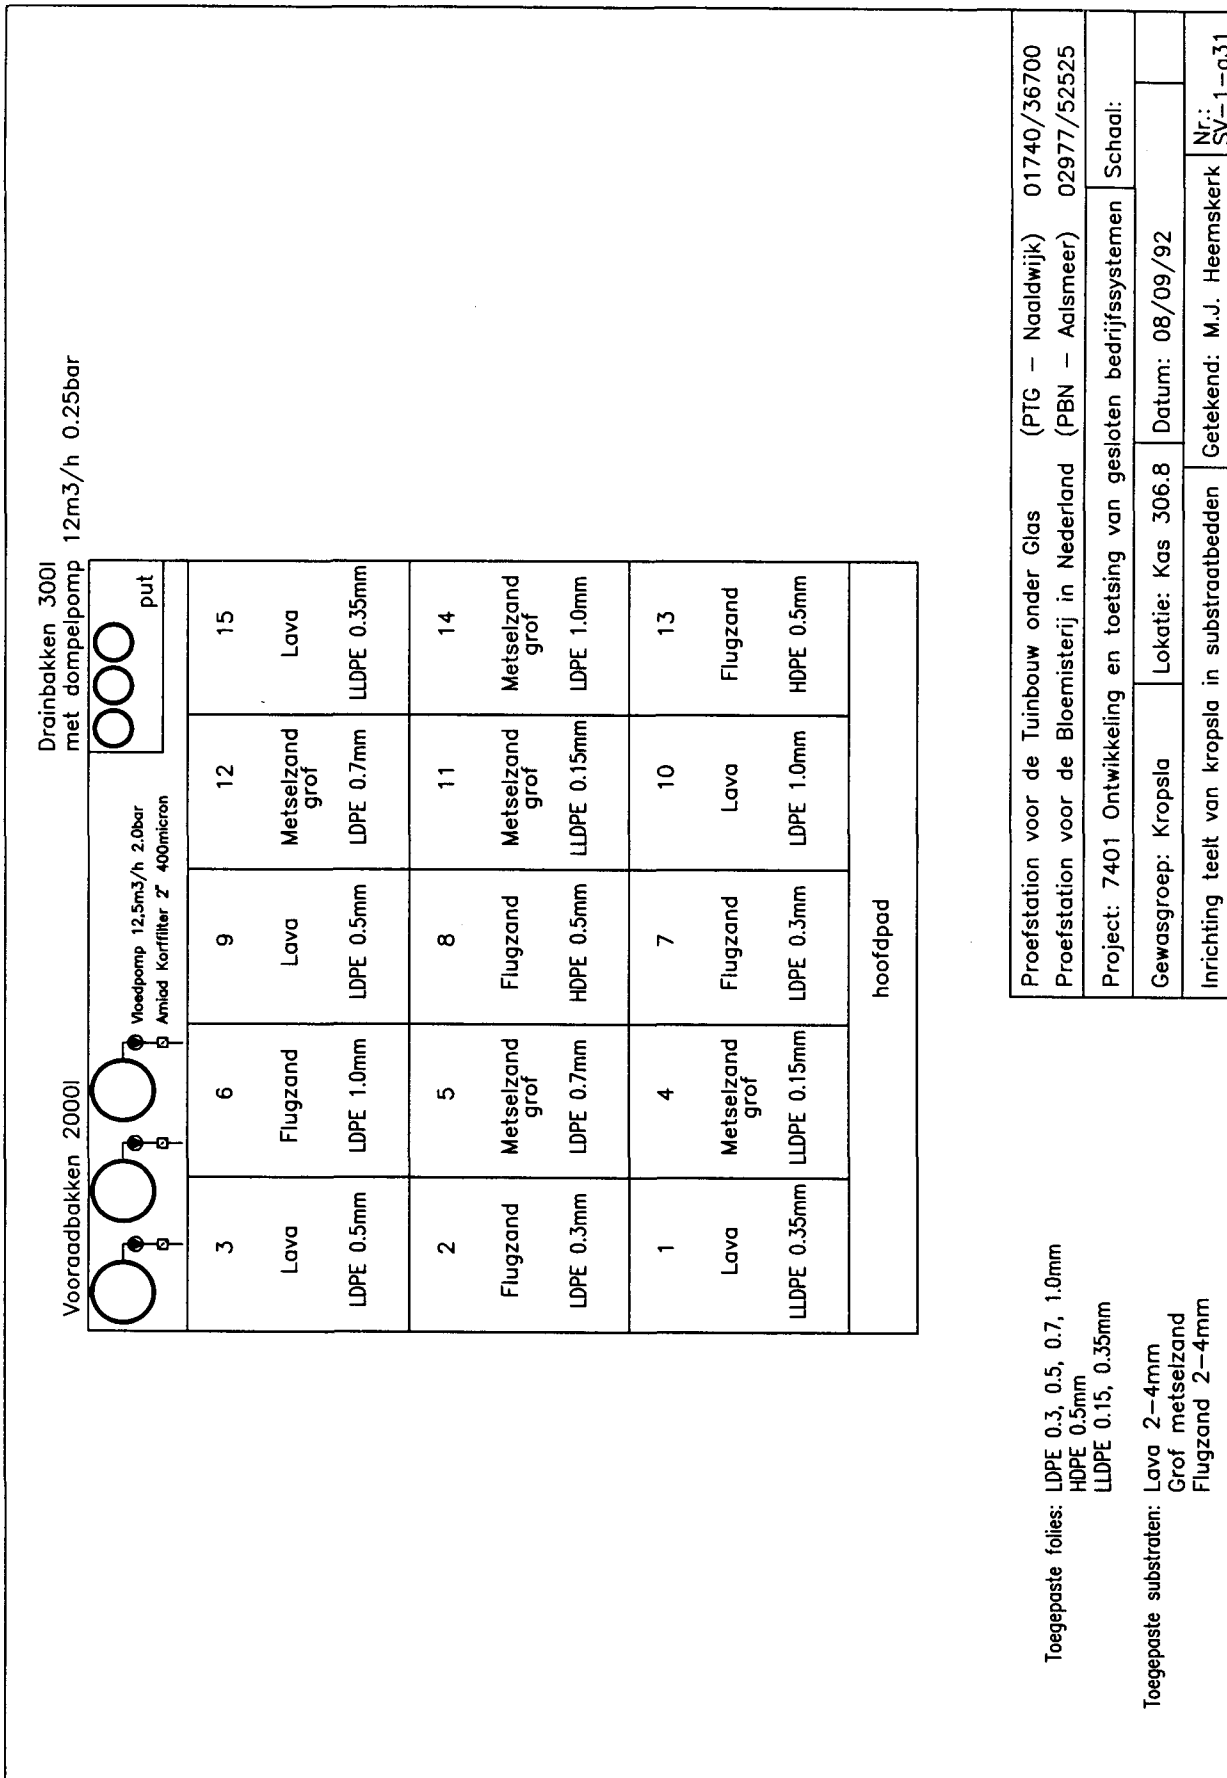 Drainbakken 300l
Vooraadbakken 2000l
met dompelpomp 12m3/h 0.25bar
put
Vloedpomp 12,5m3/h 2.0bar
Amiad Korffilter 2" 400micron
3
6
9
12
15
Lava
Flugzand
Lava
Metselzand
grof
Lava
LDPE 0.5mm
LDPE 1.0mm
LDPE 0.5mm
LDPE 0.7mm
LLDPE 0.35mm
2
5
8
11
14
Flugzand
Metselzand
grof
Flugzand
Metselzand
grof
Metselzand
grof
LDPE 0.3mm
LDPE 0.7mm
HDPE 0.5mm
LLDPE 0.15mm
LDPE 1.0mm
1
4
7
10
13
Lava
Metselzand
grof
Flugzand
Lava
Flugzand
LLDPE 0.35mm
LLDPE 0.15mm
LDPE 0.3mm
LDPE 1.0mm
HDPE 0.5mm
hoofdpad
Toegepaste folies: LDPE 0.3, 0.5, 0.7, 1.0mm
HDPE 0.5mm
LLDPE 0.15, 0.35mm
Toegepaste substraten: Lava 2-4mm
Grof metselzand
Flugzand 2-4mm
Proefstation voor de Tuinbouw onder Glas (PTG - Naaldwijk) 01740/36700
Proefstation voor de Bloemisterij in Nederland (PBN - Aalsmeer) 02977/52525
Project: 7401 Ontwikkeling en toetsing van gesloten bedrijfssystemen Schaal:
Gewasgroep: Kropsla Lokatie: Kas 306.8 Datum: 08/09/92
Inrichting teelt van kropsla in substraatbedden Getekend: M.J. Heemskerk Nr.:
SV-1-a31